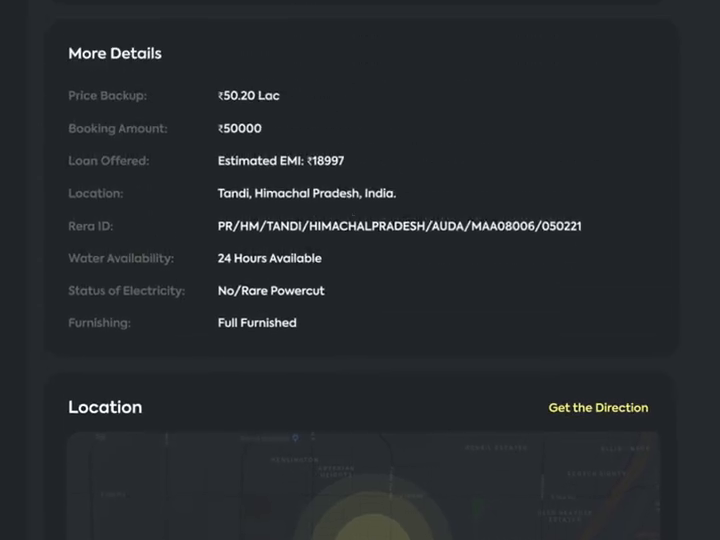 More Details
Price Backup: ₹50.20 Lac
Booking Amount: ₹50000
Loan Offered: Estimated EMI: ₹18997
Location: Tandi, Himachal Pradesh, India.
Rera ID: PR/HM/TANDI/HIMACHALPRADESH/AUDA/MAA08006/050221
Water Availability: 24 Hours Available
Status of Electricity: No/Rare Powercut
Furnishing: Full Furnished
Location Get the Direction